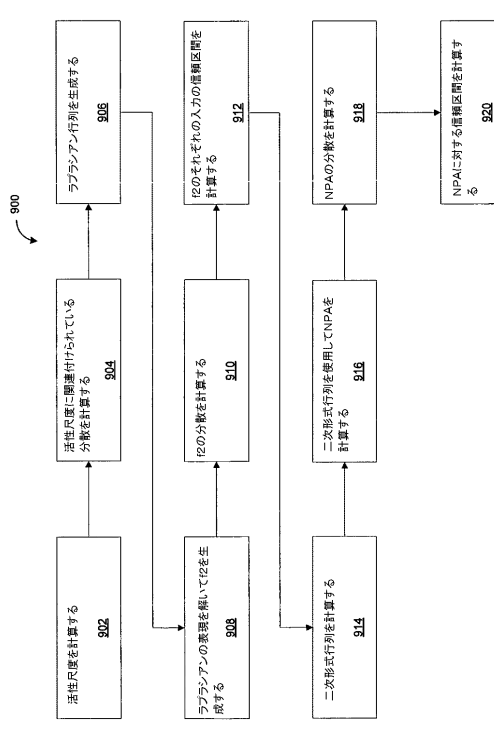 900
活性尺度を計算する
902
活性尺度に関連付けられている
分散を計算する
904
ラプラシアン行列を生成する
906
ラプラシアンの表現を解いてf2を生
成する
908
f2の分散を計算する
910
f2のそれぞれの入力の信頼区間を
計算する
912
二次形式行列を計算する
914
二次形式行列を使用してNPAを
計算する
916
NPAの分散を計算する
918
NPAに対する信頼区間を計算す
る
920